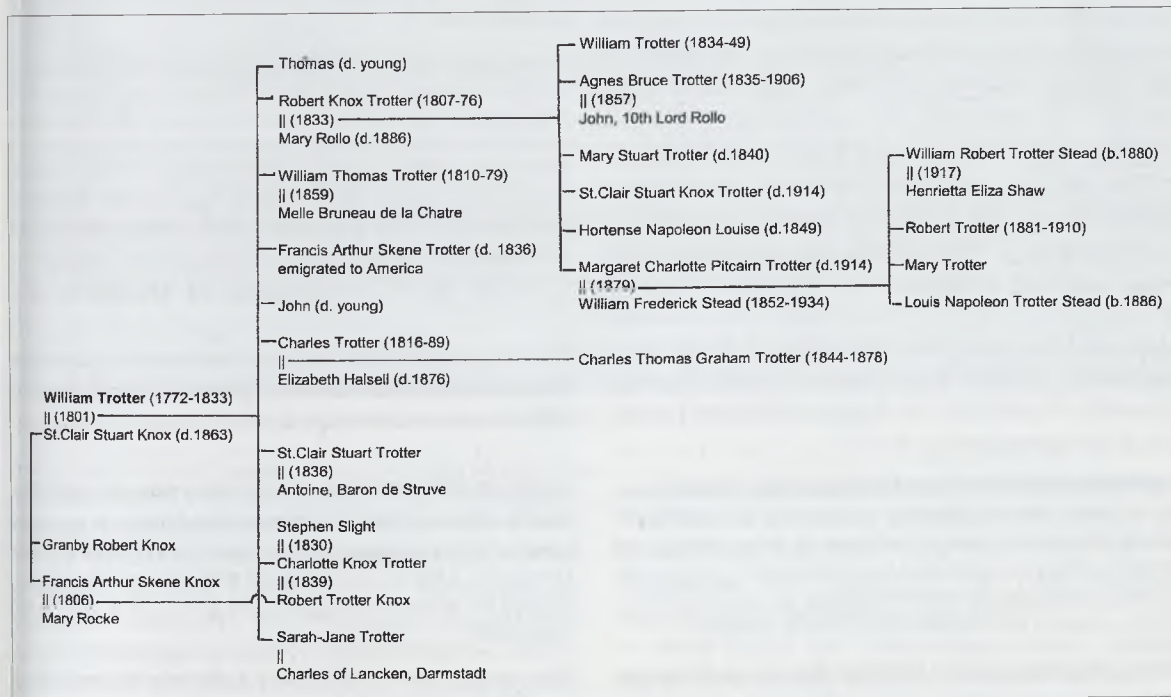 William Trotter (1772-1833)
|| (1801)
St.Clair Stuart Knox (d.1863)
Granby Robert Knox
Francis Arthur Skene Knox
|| (1806)
Mary Rocke
Thomas (d. young)
Robert Knox Trotter (1807-76)
|| (1833)
Mary Rollo (d.1886)
William Thomas Trotter (1810-79)
|| (1859)
Melle Bruneau de la Chatre
Francis Arthur Skene Trotter (d. 1836)
emigrated to America
John (d. young)
Charles Trotter (1816-89)
||
Elizabeth Halsell (d.1876)
St.Clair Stuart Trotter
|| (1836)
Antoine, Baron de Struve
Stephen Slight
|| (1830)
Charlotte Knox Trotter
|| (1839)
Robert Trotter Knox
Sarah-Jane Trotter
||
Charles of Lancken, Darmstadt
William Trotter (1834-49)
Agnes Bruce Trotter (1835-1906)
|| (1857)
John, 10th Lord Rollo
Mary Stuart Trotter (d.1840)
St.Clair Stuart Knox Trotter (d.1914)
Hortense Napoleon Louise (d.1849)
Margaret Charlotte Pitcairn Trotter (d.1914)
|| (1879)
William Frederick Stead (1852-1934)
Charles Thomas Graham Trotter (1844-1878)
William Robert Trotter Stead (b.1880)
|| (1917)
Henrietta Eliza Shaw
Robert Trotter (1881-1910)
Mary Trotter
Louis Napoleon Trotter Stead (b.1886)